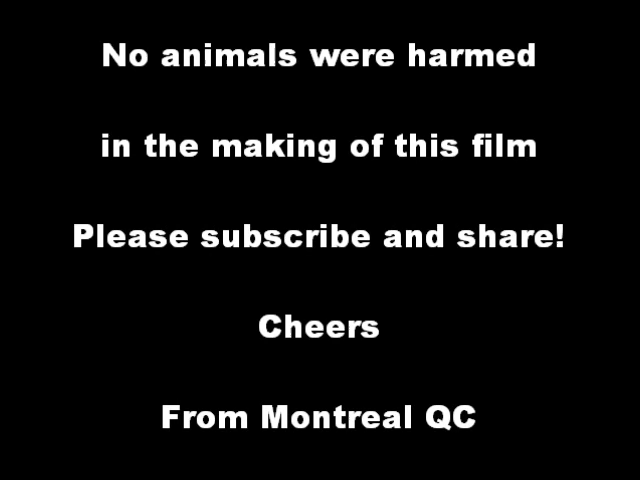 No animals were harmed
in the making of this film
Please subscribe and share!
Cheers
From Montreal QC